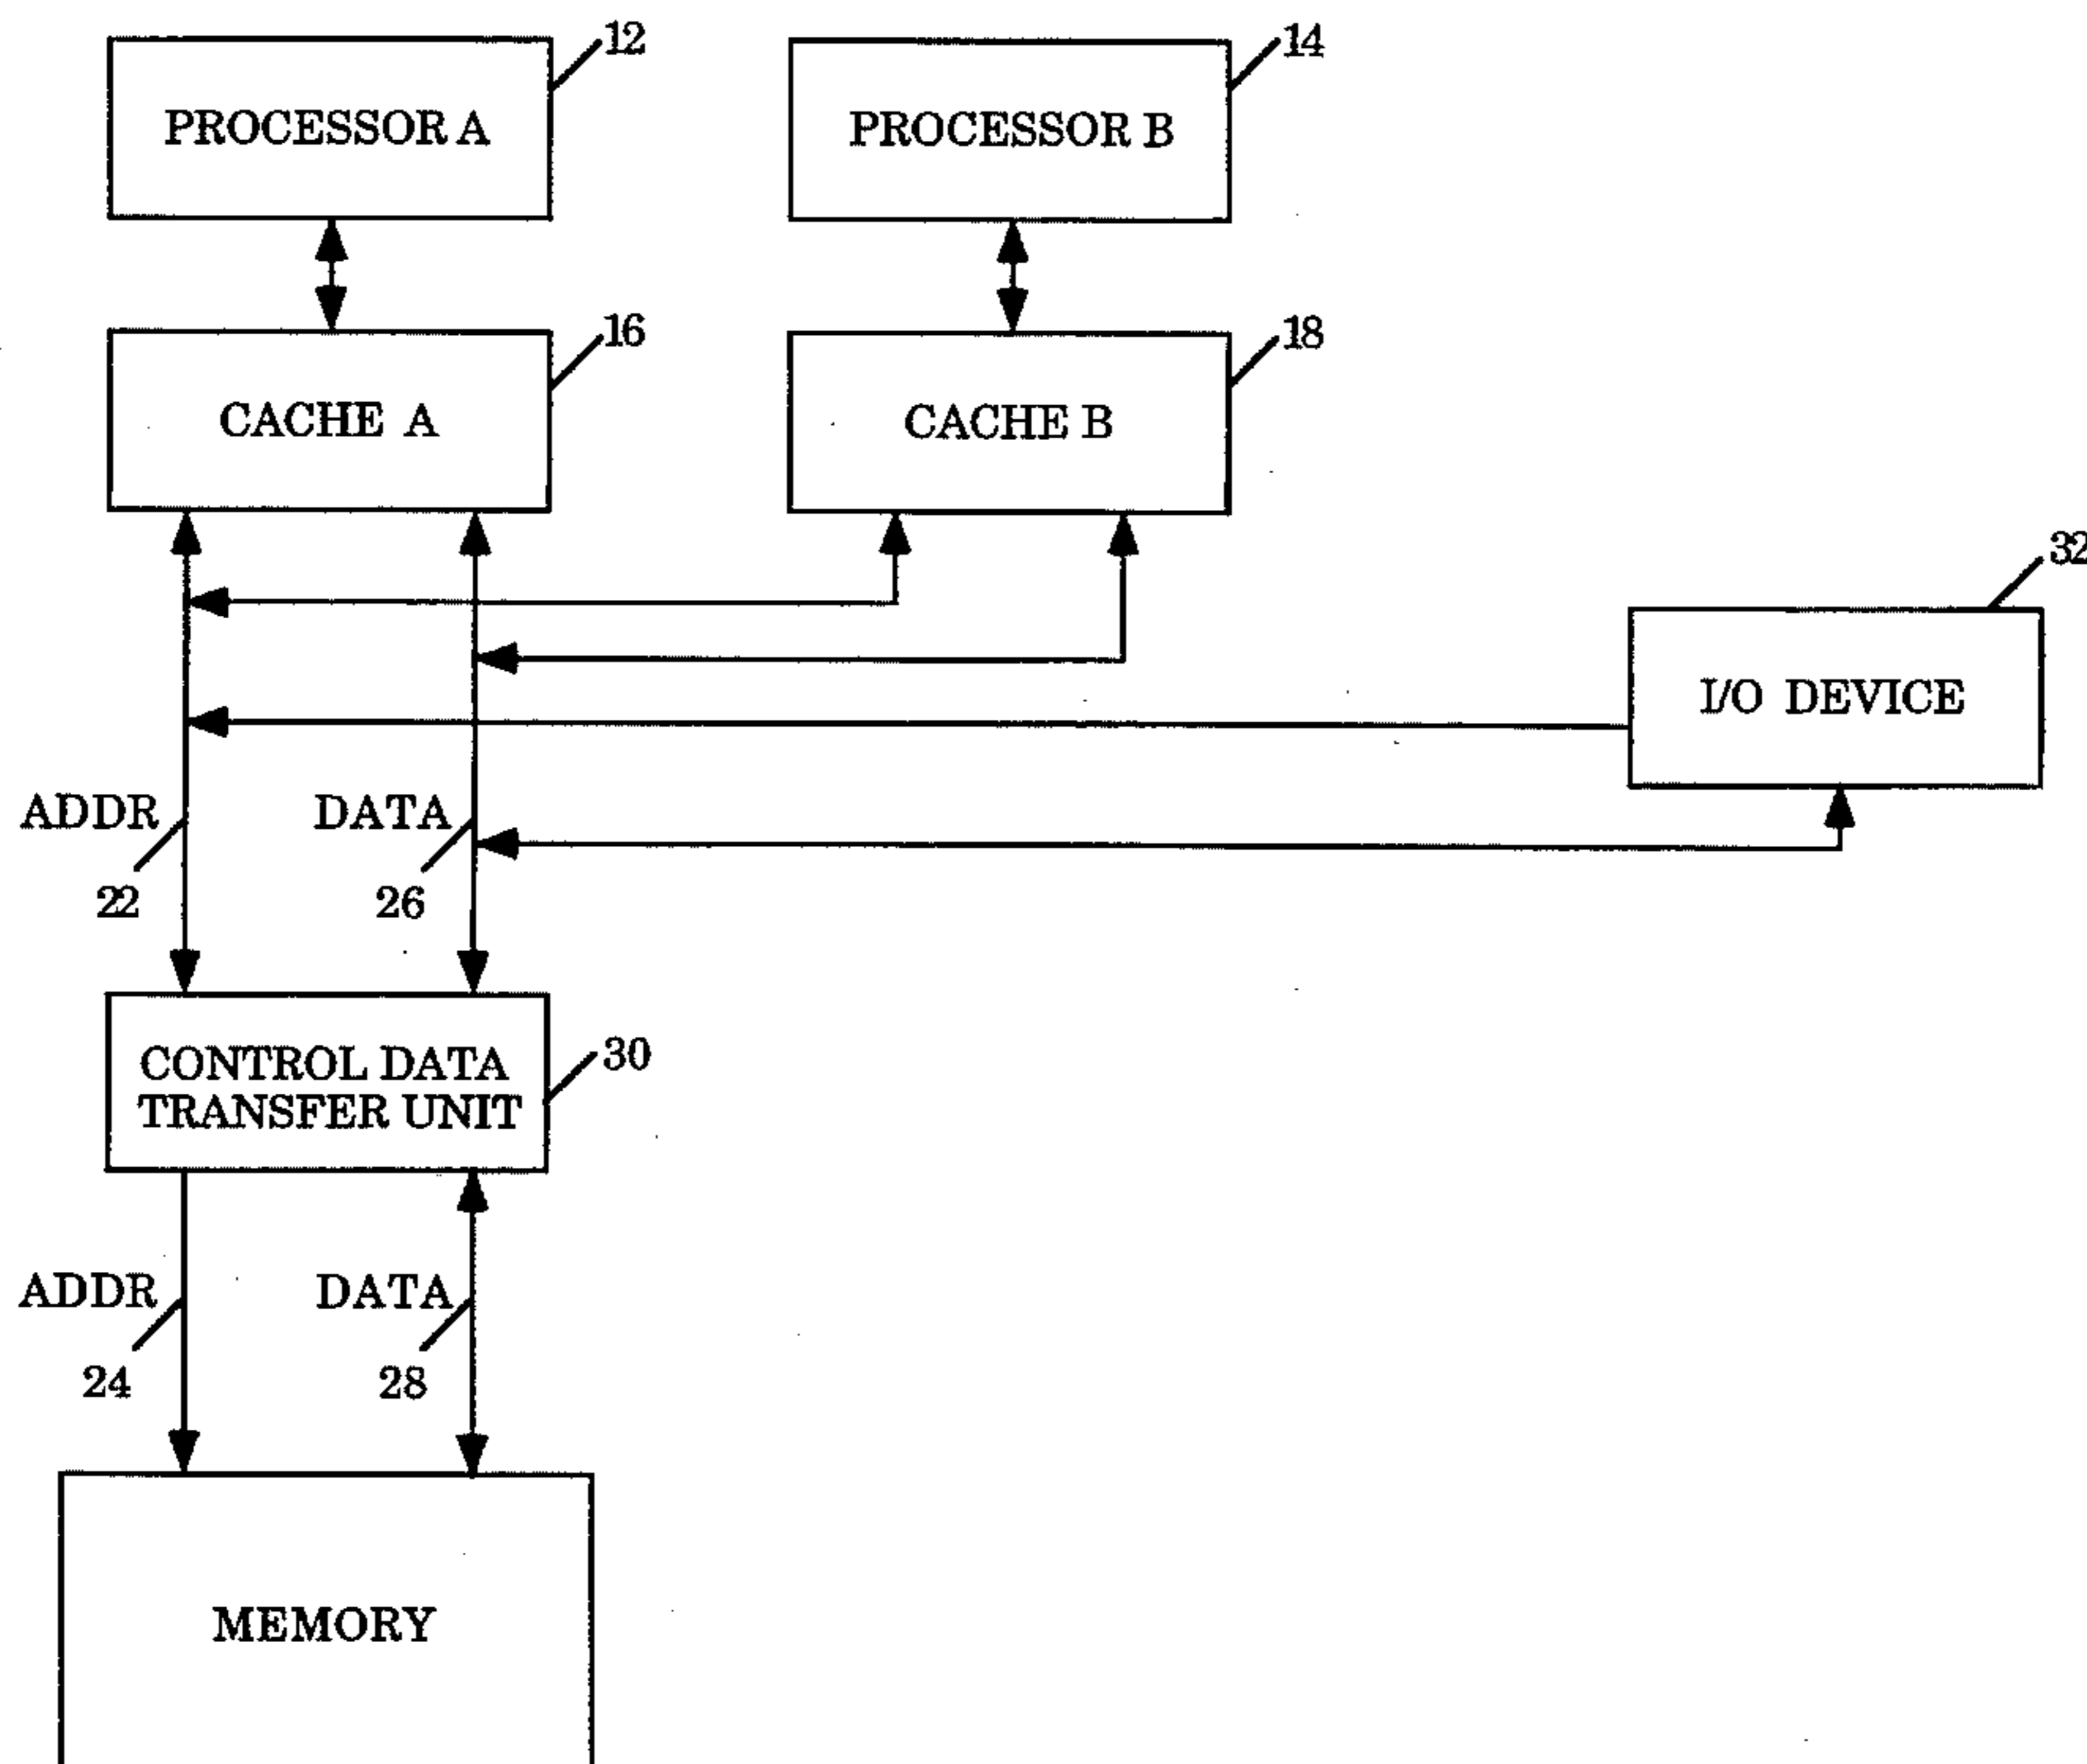 12
14
PROCESSOR A
PROCESSOR B
16
18
CACHE A
CACHE B
32
I/O DEVICE
ADDR
DATA
22
26
CONTROL DATA
TRANSFER UNIT
30
ADDR
DATA
24
28
MEMORY